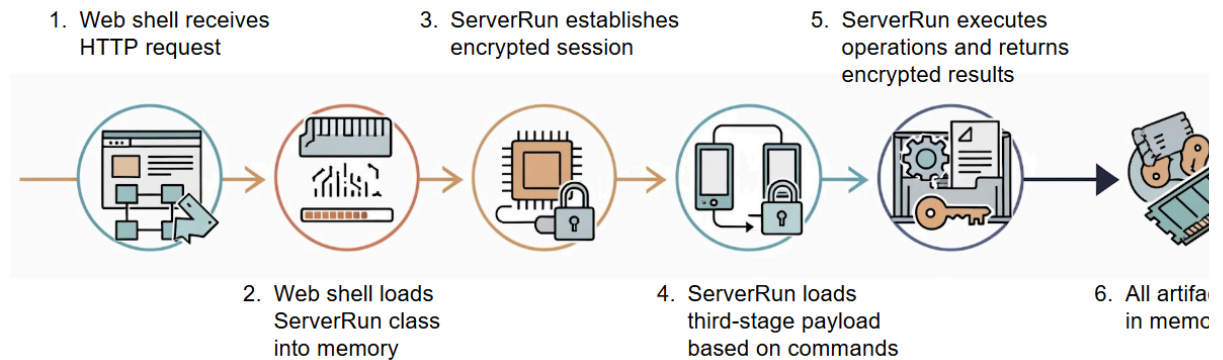 1. Web shell receives
HTTP request
2. Web shell loads
ServerRun class
into memory
3. ServerRun establishes
encrypted session
4. ServerRun loads
third-stage payload
based on commands
5. ServerRun executes
operations and returns
encrypted results
6. All
in